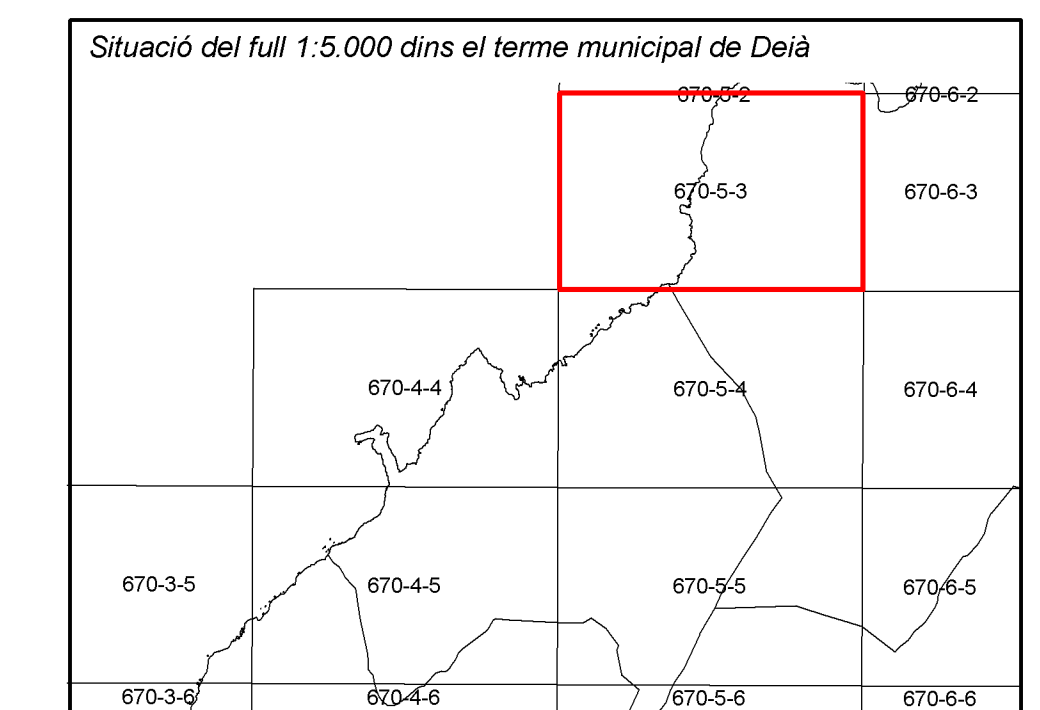 Situació del full 1:5.000 dins el terme municipal de Deià
670-5-2 670-6-2
670-5-3 670-6-3
670-4-4 670-5-4 670-6-4
670-3-5 670-4-5 670-5-5 670-6-5
670-3-6 670-4-6 670-5-6 670-6-6